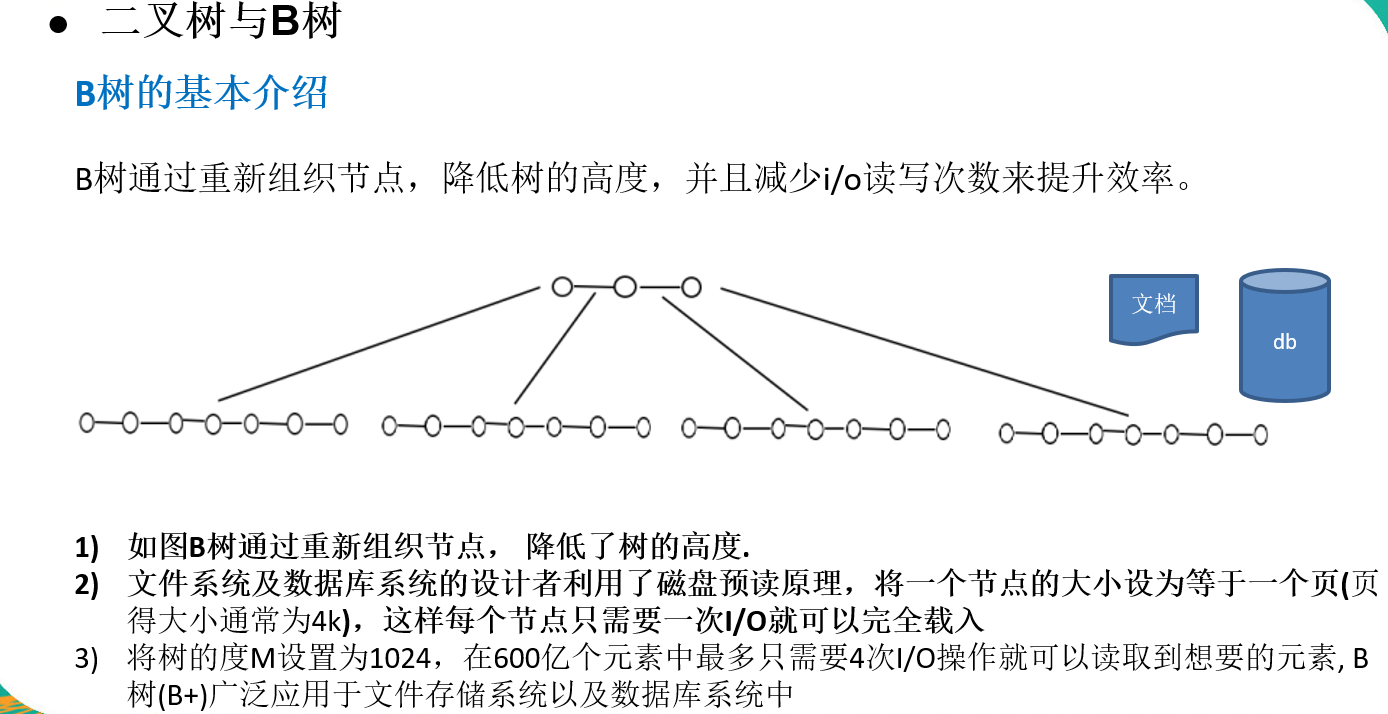 ● 二叉树与B树
B树的基本介绍
B树通过重新组织节点，降低树的高度，并且减少i/o读写次数来提升效率。
文档
db
1) 如图B树通过重新组织节点， 降低了树的高度.
2) 文件系统及数据库系统的设计者利用了磁盘预读原理，将一个节点的大小设为等于一个页(页
得大小通常为4k)，这样每个节点只需要一次I/O就可以完全载入
3) 将树的度M设置为1024，在600亿个元素中最多只需要4次I/O操作就可以读取到想要的元素, B
树(B+)广泛应用于文件存储系统以及数据库系统中